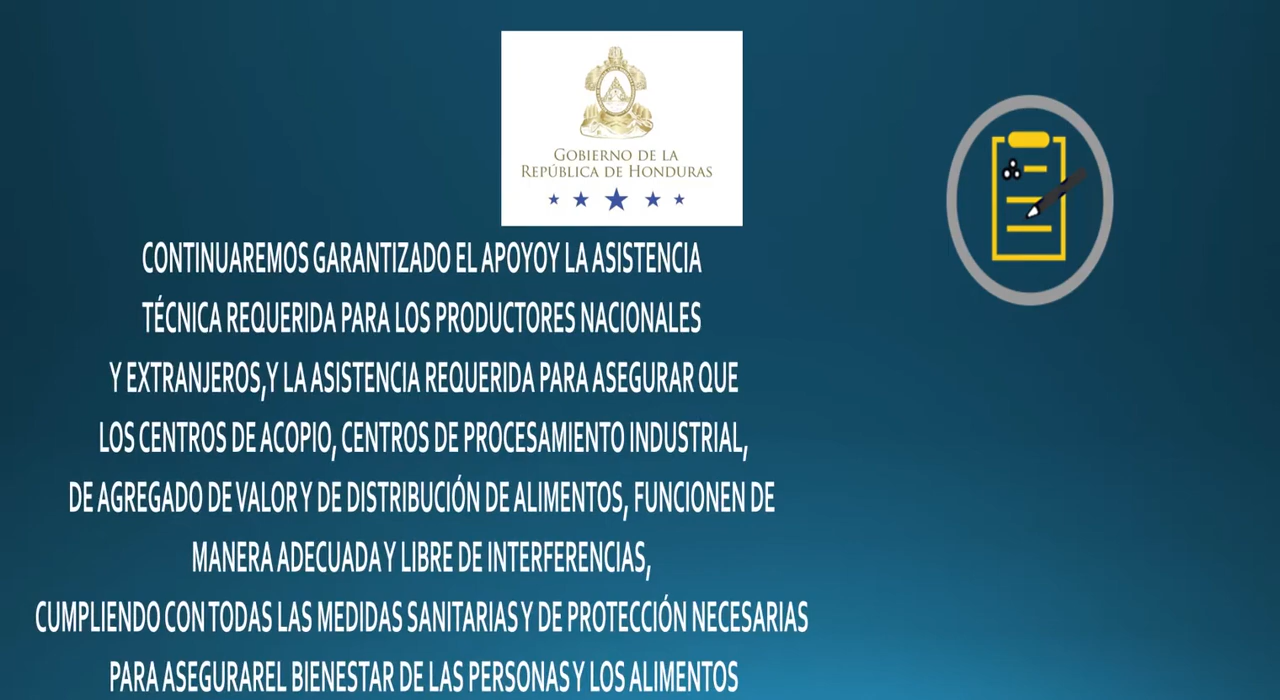 GOBIERNO DE LA
REPÚBLICA DE HONDURAS
CONTINUAREMOS GARANTIZADO EL APOYOY LA ASISTENCIA
TÉCNICA REQUERIDA PARA LOS PRODUCTORES NACIONALES
Y EXTRANJEROS,Y LA ASISTENCIA REQUERIDA PARA ASEGURAR QUE
LOS CENTROS DE ACOPIO, CENTROS DE PROCESAMIENTO INDUSTRIAL,
DE AGREGADO DE VALOR Y DE DISTRIBUCIÓN DE ALIMENTOS, FUNCIONEN DE
MANERA ADECUADA Y LIBRE DE INTERFERENCIAS,
CUMPLIENDO CON TODAS LAS MEDIDAS SANITARIAS Y DE PROTECCIÓN NECESARIAS
PARA ASEGURAREL BIENESTAR DE LAS PERSONAS Y LOS ALIMENTOS